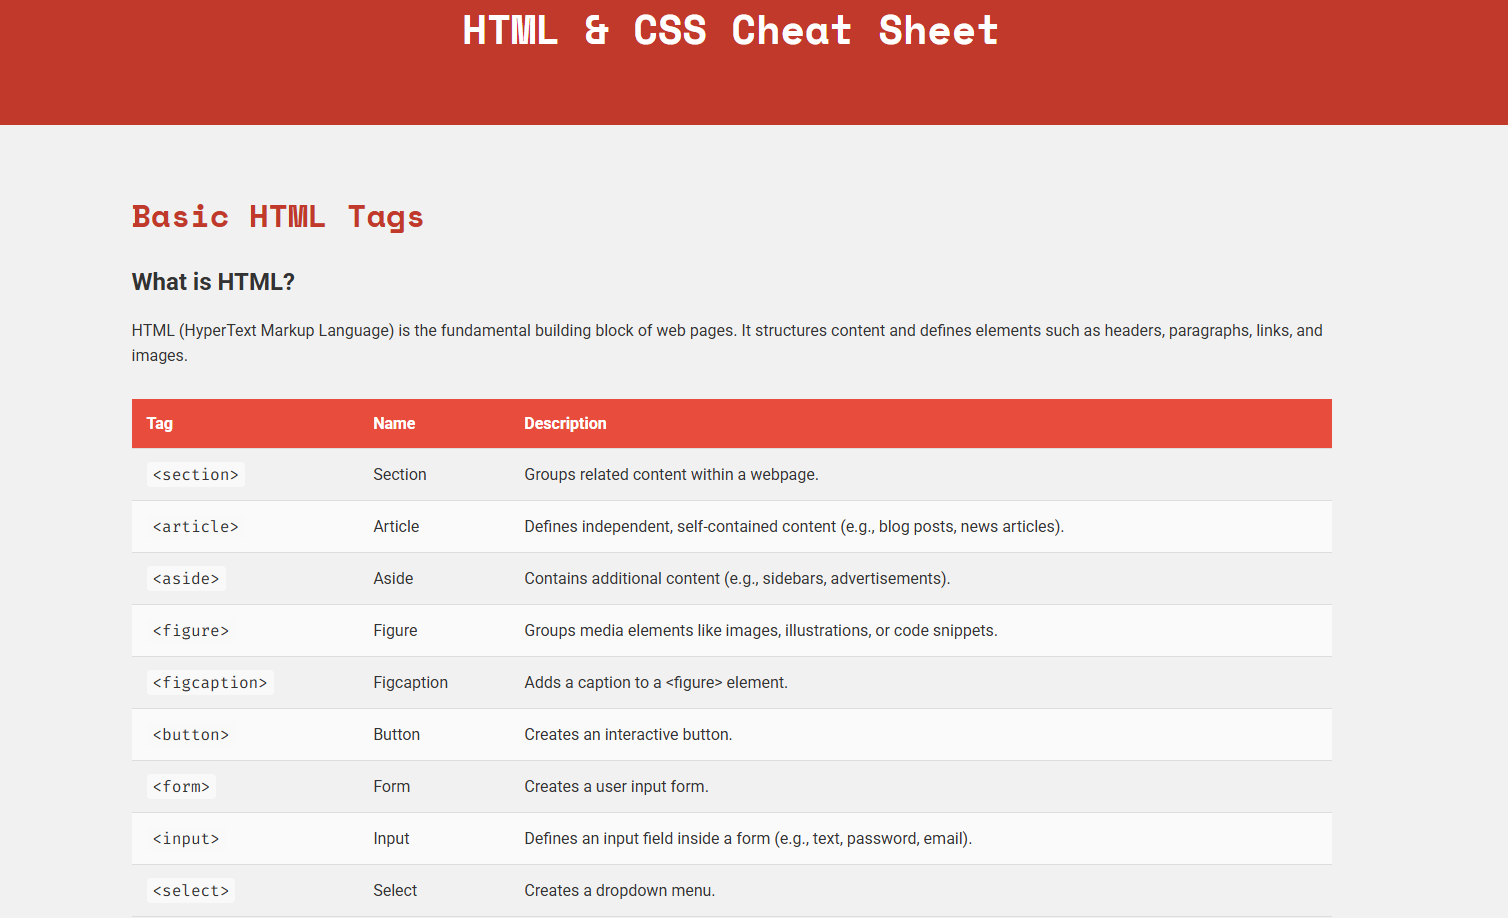 HTML & CSS Cheat Sheet
Basic HTML Tags
What is HTML?
HTML (HyperText Markup Language) is the fundamental building block of web pages. It structures content and defines elements such as headers, paragraphs, links, and
images.
Tag Name Description
<section> Section Groups related content within a webpage.
<article> Article Defines independent, self-contained content (e.g., blog posts, news articles).
<aside> Aside Contains additional content (e.g., sidebars, advertisements).
<figure> Figure Groups media elements like images, illustrations, or code snippets.
<figcaption> Figcaption Adds a caption to a <figure> element.
<button> Button Creates an interactive button.
<form> Form Creates a user input form.
<input> Input Defines an input field inside a form (e.g., text, password, email).
<select> Select Creates a dropdown menu.